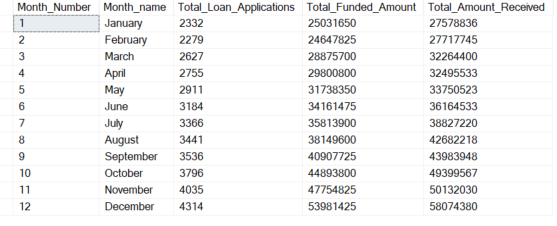 Month_Number Month_name Total_Loan_Applications Total_Funded_Amount Total_Amount_Received
1 January 2332 25031650 27578836
2 February 2279 24647825 27717745
3 March 2627 28875700 32264400
4 April 2755 29800800 32495533
5 May 2911 31738350 33750523
6 June 3184 34161475 36164533
7 July 3366 35813900 38827220
8 August 3441 38149600 42682218
9 September 3536 40907725 43983948
10 October 3796 44893800 49399567
11 November 4035 47754825 50132030
12 December 4314 53981425 58074380